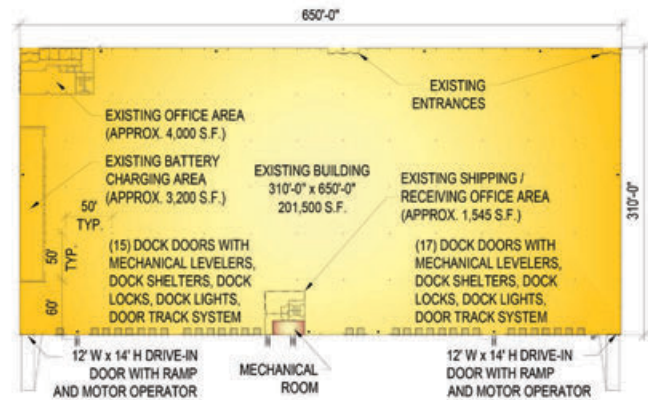 650'-0"
EXISTING
ENTRANCES
EXISTING OFFICE AREA
(APPROX. 4,000 S.F.)
EXISTING BATTERY
CHARGING AREA
(APPROX. 3,200 S.F.)
EXISTING BUILDING
310'-0" x 650'-0"
201,500 S.F.
EXISTING SHIPPING /
RECEIVING OFFICE AREA
(APPROX. 1,545 S.F.)
310'-0"
50'
TYP.
50'
TYP.
60'
(15) DOCK DOORS WITH
MECHANICAL LEVELERS,
DOCK SHELTERS, DOCK
LOCKS, DOCK LIGHTS,
DOOR TRACK SYSTEM
(17) DOCK DOORS WITH
MECHANICAL LEVELERS,
DOCK SHELTERS, DOCK
LOCKS, DOCK LIGHTS,
DOOR TRACK SYSTEM
12' W x 14' H DRIVE-IN
DOOR WITH RAMP
AND MOTOR OPERATOR
MECHANICAL
ROOM
12' W x 14' H DRIVE-IN
DOOR WITH RAMP
AND MOTOR OPERATOR